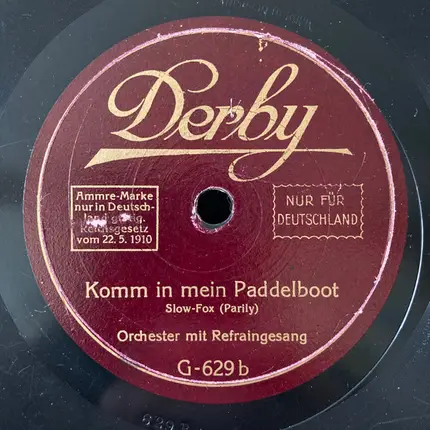 Derby
Ammre-Marke
nur in Deutsch-
land gültig.
Reichsgesetz
vom 22. 5. 1910
NUR FÜR
DEUTSCHLAND
Komm in mein Paddelboot
Slow-Fox (Parily)
Orchester mit Refraingesang
G-629 b